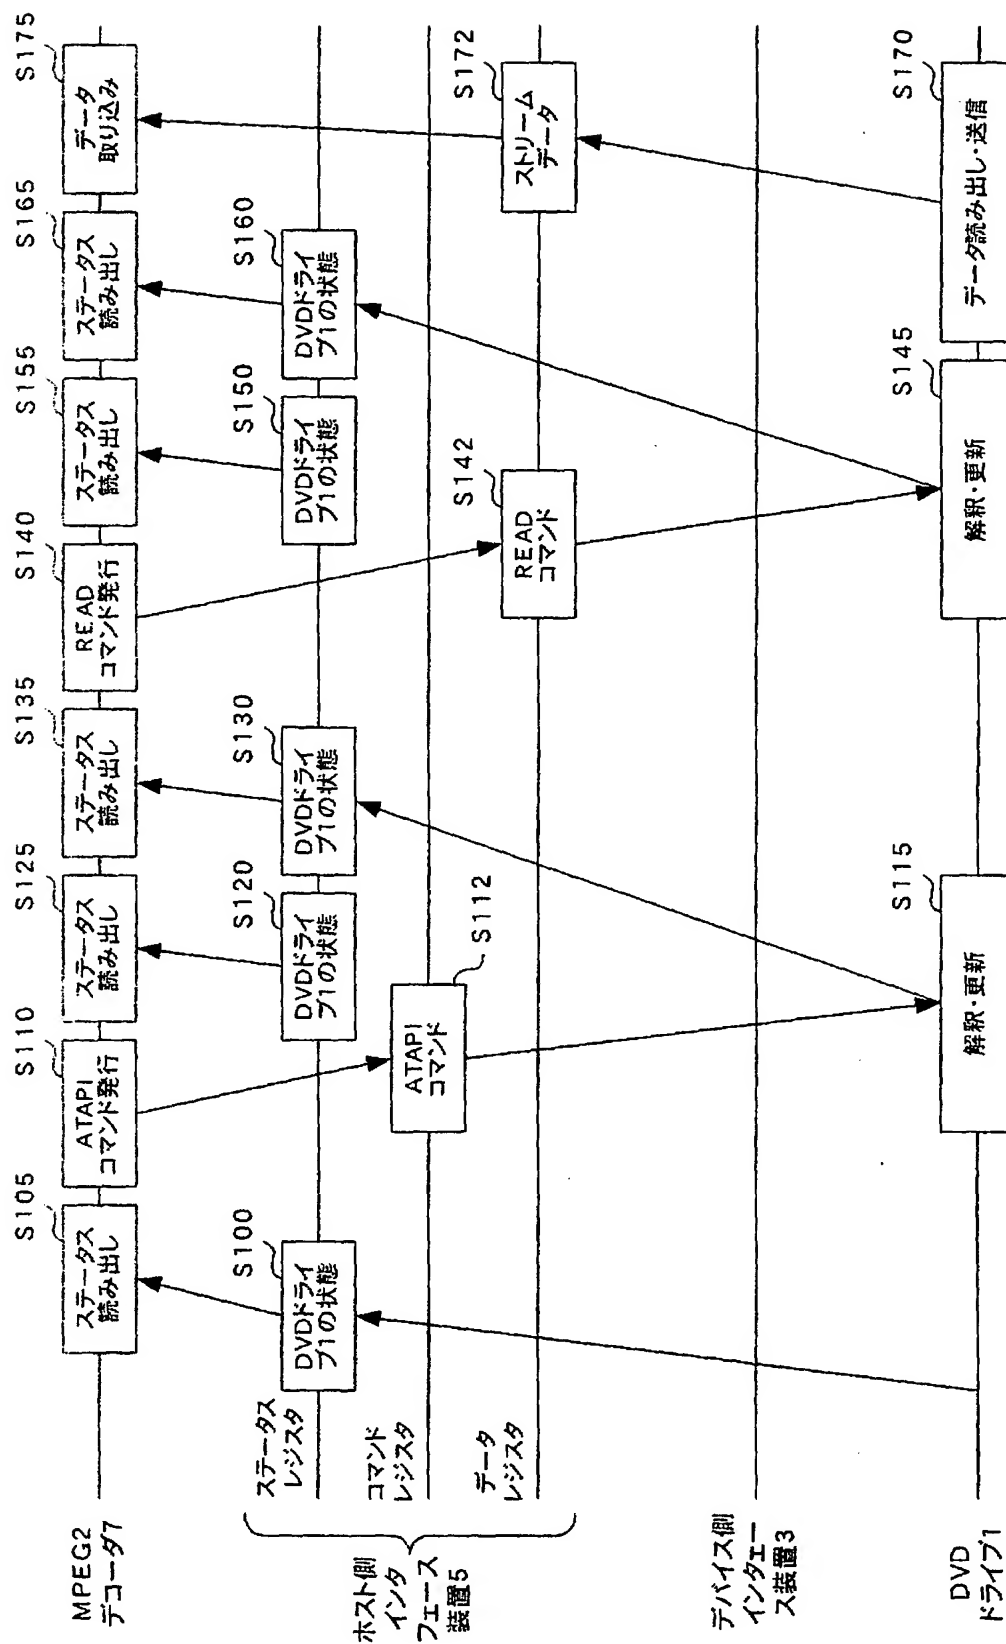 MPEG2
デコーダ7
S105
ステータス
読み出し
S110
ATAPI
コマンド発行
S125
ステータス
読み出し
S135
ステータス
読み出し
S140
READ
コマンド発行
S155
ステータス
読み出し
S165
ステータス
読み出し
S175
データ
取り込み
ホスト側
インタ
フェース
装置5
ステータス
レジスタ
S100
DVDドライ
ブ1の状態
S120
DVDドライ
ブ1の状態
S130
DVDドライ
ブ1の状態
S150
DVDドライ
ブ1の状態
S160
DVDドライ
ブ1の状態
コマンド
レジスタ
ATAPI
コマンド
S112
データ
レジスタ
S142
READ
コマンド
S172
ストリーム
データ
デバイス側
インタェー
ス装置3
DVD
ドライブ1
S115
解釈・更新
S145
解釈・更新
S170
データ読み出し・送信